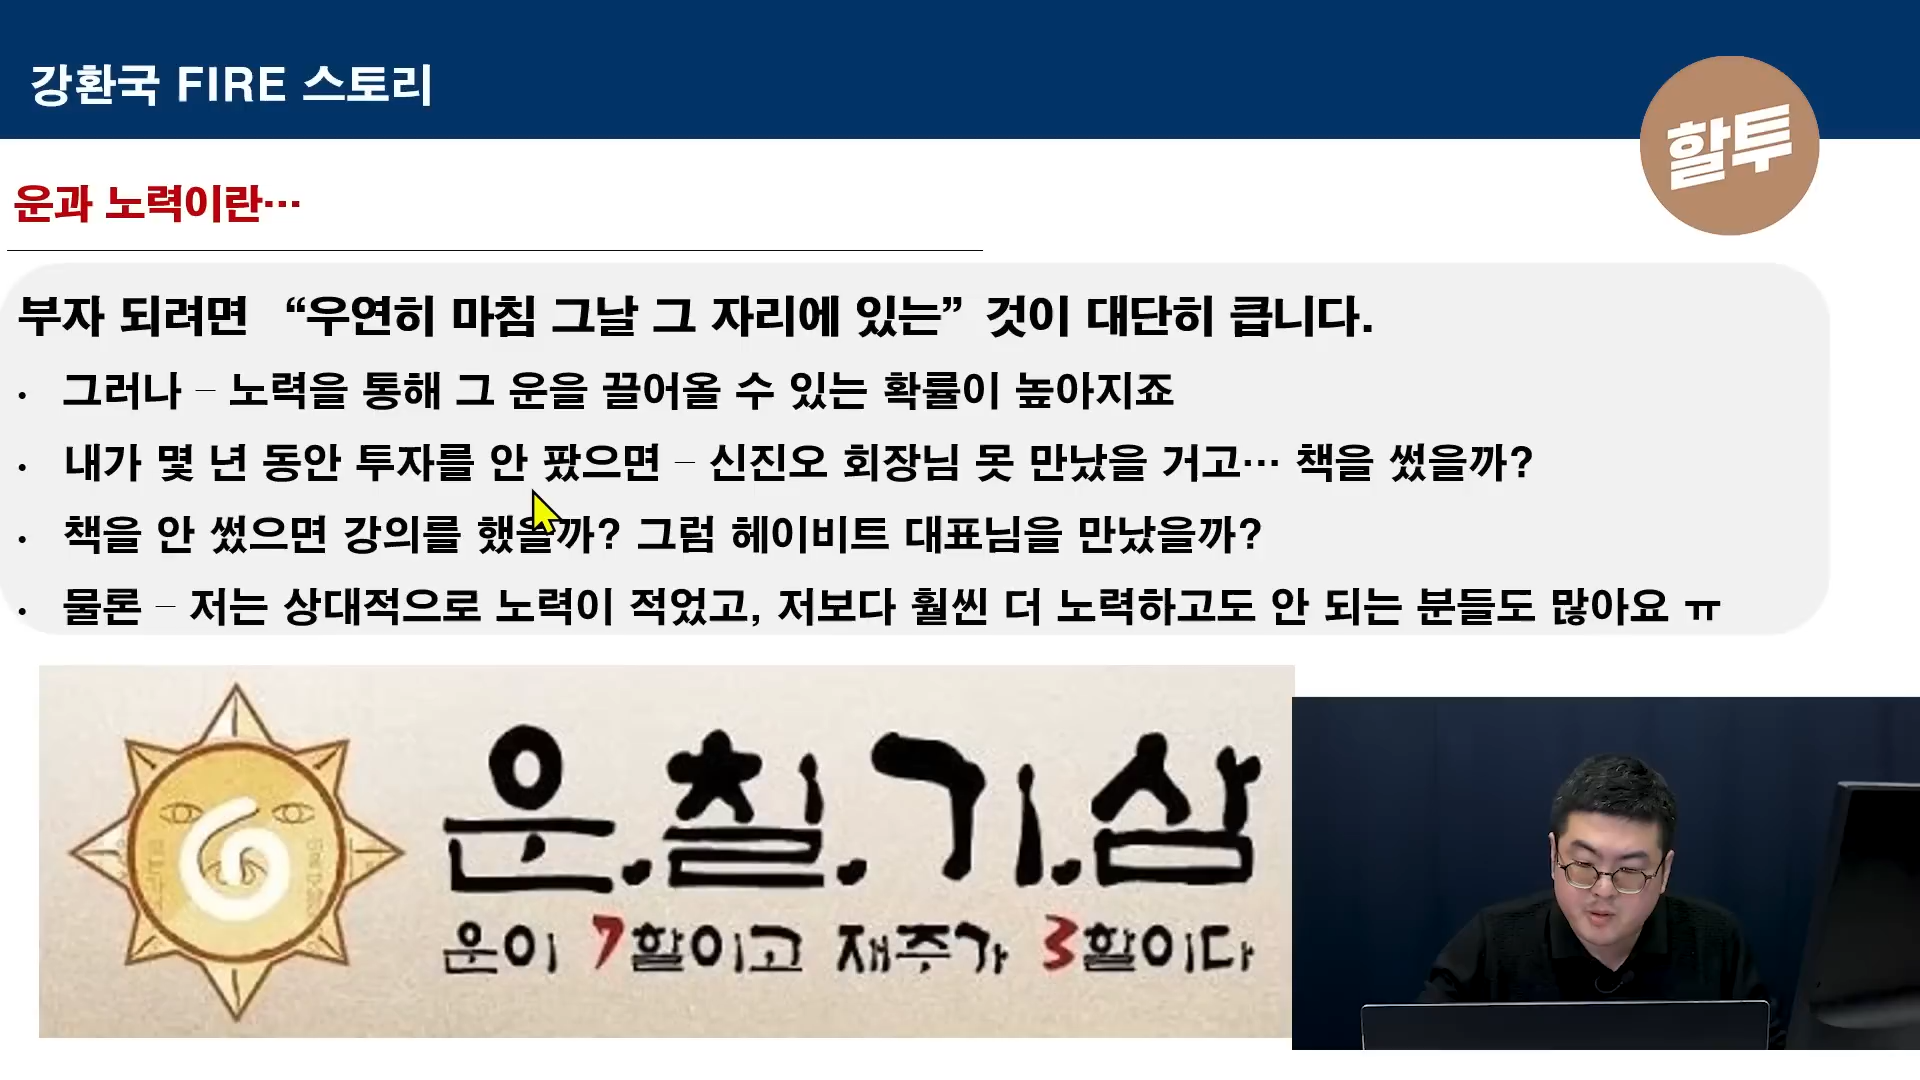 강환국 FIRE 스토리
할투
운과 노력이란…
부자 되려면 “우연히 마침 그날 그 자리에 있는” 것이 대단히 큽니다.
• 그러나 – 노력을 통해 그 운을 끌어올 수 있는 확률이 높아지죠
• 내가 몇 년 동안 투자를 안 팠으면 – 신진오 회장님 못 만났을 거고… 책을 썼을까?
• 책을 안 썼으면 강의를 했을까? 그럼 헤이비트 대표님을 만났을까?
• 물론 – 저는 상대적으로 노력이 적었고, 저보다 훨씬 더 노력하고도 안 되는 분들도 많아요 ㅠ
운.칠.기.삼
운이 7할이고 재주가 3할이다